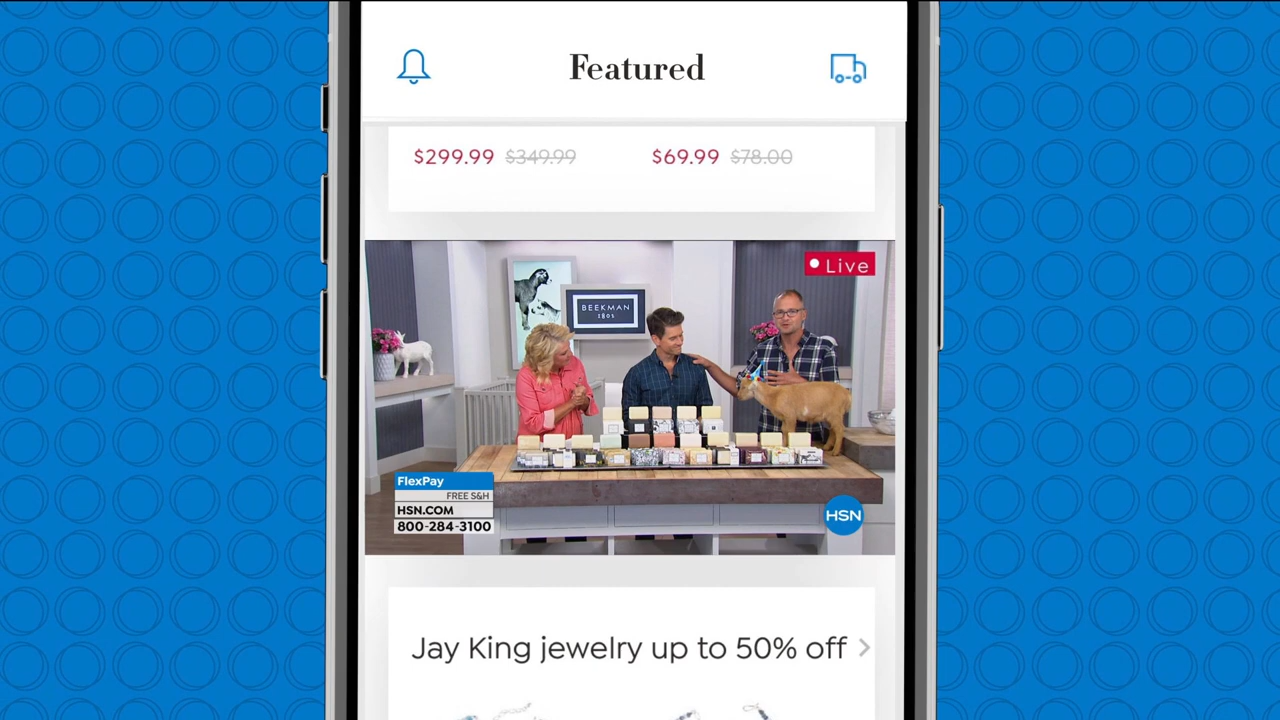 Featured
$299.99 $349.99 $69.99 $78.00
Live
BEEKMAN
1802
FlexPay
FREE S&H
HSN.COM
800-284-3100
HSN
Jay King jewelry up to 50% off